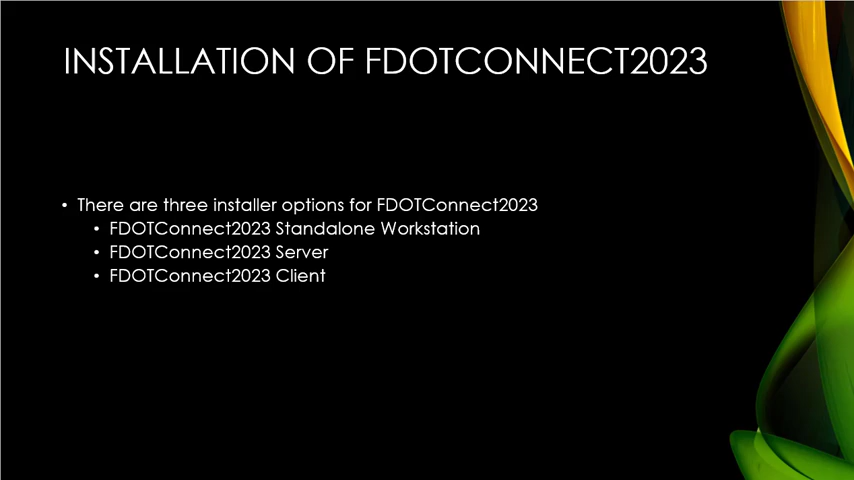 INSTALLATION OF FDOTCONNECT2023
• There are three installer options for FDOTConnect2023
• FDOTConnect2023 Standalone Workstation
• FDOTConnect2023 Server
• FDOTConnect2023 Client